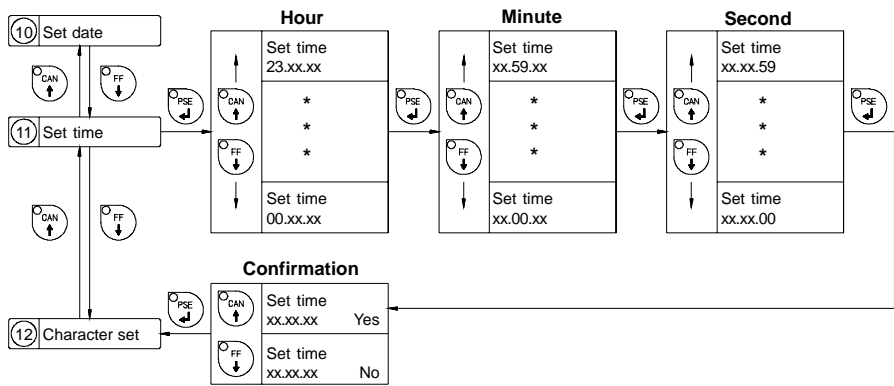 Hour Minute Second
10 Set date
CAN FF
Set time
23.xx.xx
Set time
xx.59.xx
Set time
xx.xx.59
PSE CAN PSE CAN PSE CAN PSE
* * *
* * *
* * *
11 Set time
FF FF FF
Set time
00.xx.xx
Set time
xx.00.xx
Set time
xx.xx.00
CAN FF
Confirmation
12 Character set
PSE
CAN
Set time
xx.xx.xx Yes
FF
Set time
xx.xx.xx No